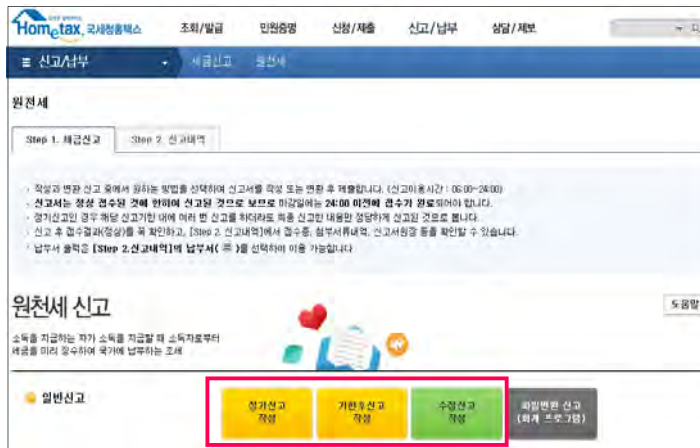 Hometax. 국세청홈택스
조회/발급 민원증명 신청/제출 신고/납부 상담/제보
신고/납부 세금신고 원천세
원천세
Step 1. 세금신고 Step 2. 신고내역
작성과 변환 신고 중에서 원하는 방법을 선택하여 신고서를 작성 또는 변환 후 제출합니다. (신고이용시간 : 06:00~24:00)
신고서는 정상 접수된 것에 한하여 신고된 것으로 보므로 마감일에는 24:00 이전에 접수가 완료되어야 합니다.
정기신고인 경우 해당 신고기한 내에 여러 번 신고를 하더라도 최종 신고한 내용만 정당하게 신고된 것으로 봅니다.
신고 후 접수결과(정상)를 꼭 확인하고, [Step 2. 신고내역]에서 접수증, 첨부서류내역, 신고서원장 등을 확인할 수 있습니다.
납부서 출력은 [Step 2.신고내역]의 납부서( )를 선택하여 이용 가능합니다.
원천세 신고
도움말
소득을 지급하는 자가 소득을 지급할 때 소득자로부터
세금을 미리 징수하여 국가에 납부하는 조세
일반신고
정기신고
작성
기한후신고
작성
수정신고
작성
파일변환 신고
(회계 프로그램)